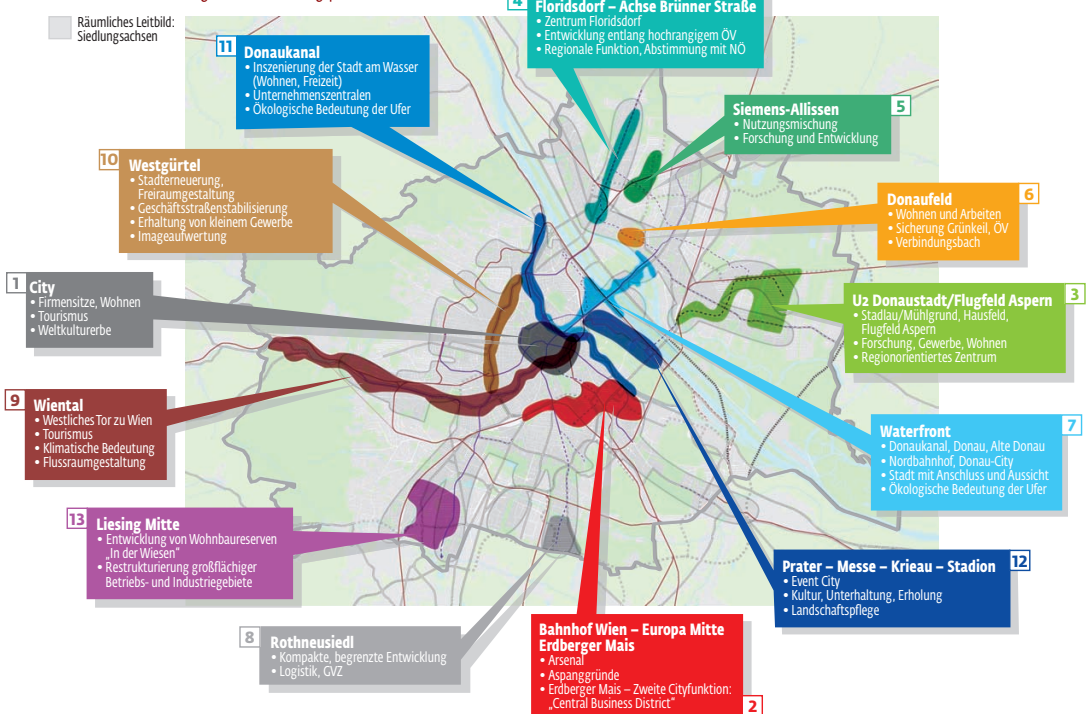 Räumliches Leitbild:
Siedlungsachsen
4
Floridsdorf – Achse Brünner Straße
• Zentrum Floridsdorf
• Entwicklung entlang hochrangigem ÖV
• Regionale Funktion, Abstimmung mit NÖ
11
Donaukanal
• Inszenierung der Stadt am Wasser
(Wohnen, Freizeit)
• Unternehmenszentralen
• Ökologische Bedeutung der Ufer
5
Siemens-Allissen
• Nutzungsmischung
• Forschung und Entwicklung
10
Westgürtel
• Stadterneuerung,
Freiraumgestaltung
• Geschäftsstraßenstabilisierung
• Erhaltung von kleinem Gewerbe
• Imageaufwertung
6
Donaufeld
• Wohnen und Arbeiten
• Sicherung Grünkeil, ÖV
• Verbindungsbach
1
City
• Firmensitze, Wohnen
• Tourismus
• Weltkulturerbe
3
U2 Donaustadt/Flugfeld Aspern
• Stadlau/Mühlgrund, Hausfeld,
Flugfeld Aspern
• Forschung, Gewerbe, Wohnen
• Regionorientiertes Zentrum
9
Wiental
• Westliches Tor zu Wien
• Tourismus
• Klimatische Bedeutung
• Flussraumgestaltung
7
Waterfront
• Donaukanal, Donau, Alte Donau
• Nordbahnhof, Donau-City
• Stadt mit Anschluss und Aussicht
• Ökologische Bedeutung der Ufer
13
Liesing Mitte
• Entwicklung von Wohnbaureserven
„In der Wiesen“
• Restrukturierung großflächiger
Betriebs- und Industriegebiete
12
Prater – Messe – Krieau – Stadion
• Event City
• Kultur, Unterhaltung, Erholung
• Landschaftspflege
8
Rothneusiedl
• Kompakte, begrenzte Entwicklung
• Logistik, GVZ
Bahnhof Wien – Europa Mitte
Erdberger Mais
• Arsenal
• Aspanggründe
• Erdberger Mais – Zweite Cityfunktion:
„Central Business District“
2